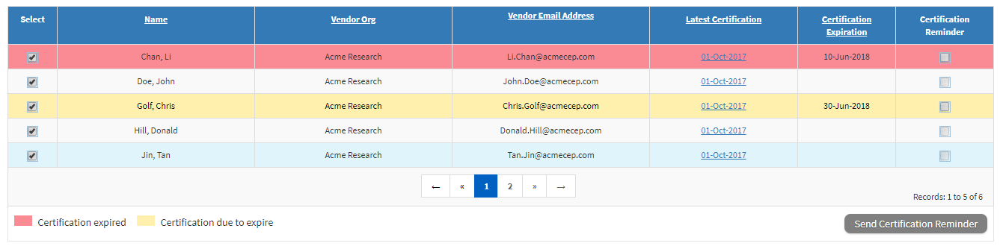 Select Name Vendor Org Vendor Email Address Latest Certification Certification Expiration Certification Reminder
Chan, Li Acme Research Li.Chan@acmecep.com 01-Oct-2017 10-Jun-2018
Doe, John Acme Research John.Doe@acmecep.com 01-Oct-2017
Golf, Chris Acme Research Chris.Golf@acmecep.com 01-Oct-2017 30-Jun-2018
Hill, Donald Acme Research Donald.Hill@acmecep.com 01-Oct-2017
Jin, Tan Acme Research Tan.Jin@acmecep.com 01-Oct-2017
← « 1 2 » →
Records: 1 to 5 of 6
Certification expired Certification due to expire Send Certification Reminder